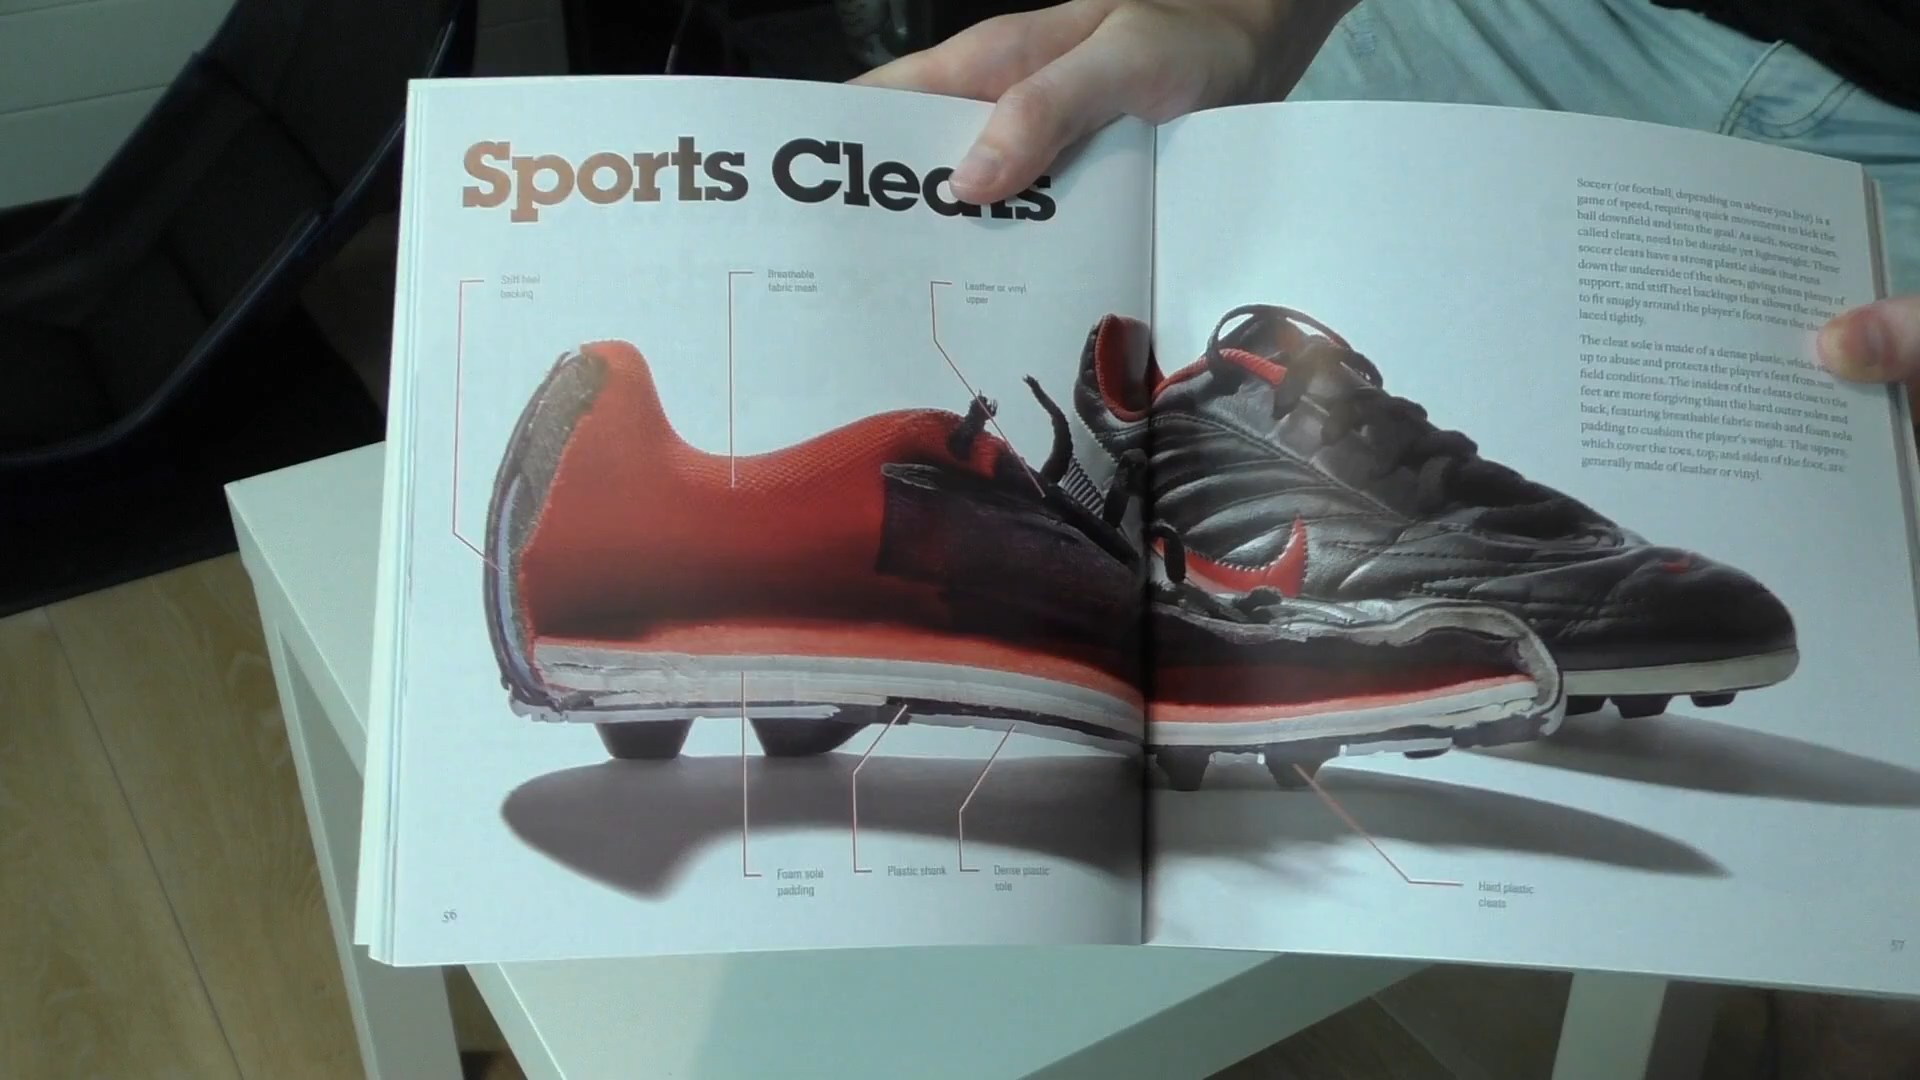 Sports Cleats
Stiff heel
backing
Breathable
fabric mesh
Leather or vinyl
upper
Foam sole
padding
Plastic shank
Dense plastic
sole
56
Soccer (or football, depending on where you live) is a
game of speed, requiring quick movements to kick the
ball downfield and into the goal. As such, soccer shoes,
called cleats, need to be durable yet lightweight. These
soccer cleats have a strong plastic shank that runs
down the underside of the shoes, giving them plenty of
support, and stiff heel backings that allows the cleats
to fit snugly around the player's foot once the
laced tightly.
The cleat sole is made of a dense plastic, which
up to abuse and protects the player's feet from
field conditions. The insides of the cleats close to the
feet are more forgiving than the hard outer soles and
back, featuring breathable fabric mesh and foam sole
padding to cushion the player's weight. The uppers,
which cover the toes, top, and sides of the foot, are
generally made of leather or vinyl.
Hard plastic
cleats
57